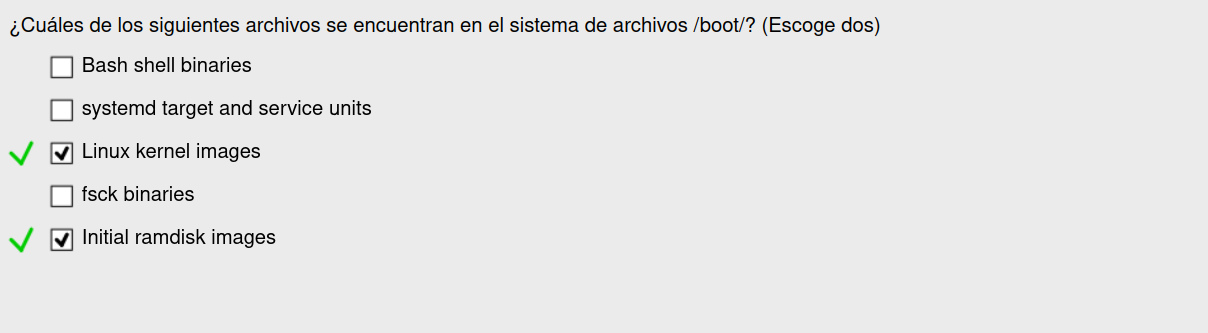 ¿Cuáles de los siguientes archivos se encuentran en el sistema de archivos /boot/? (Escoge dos)
Bash shell binaries
systemd target and service units
Linux kernel images
fsck binaries
Initial ramdisk images